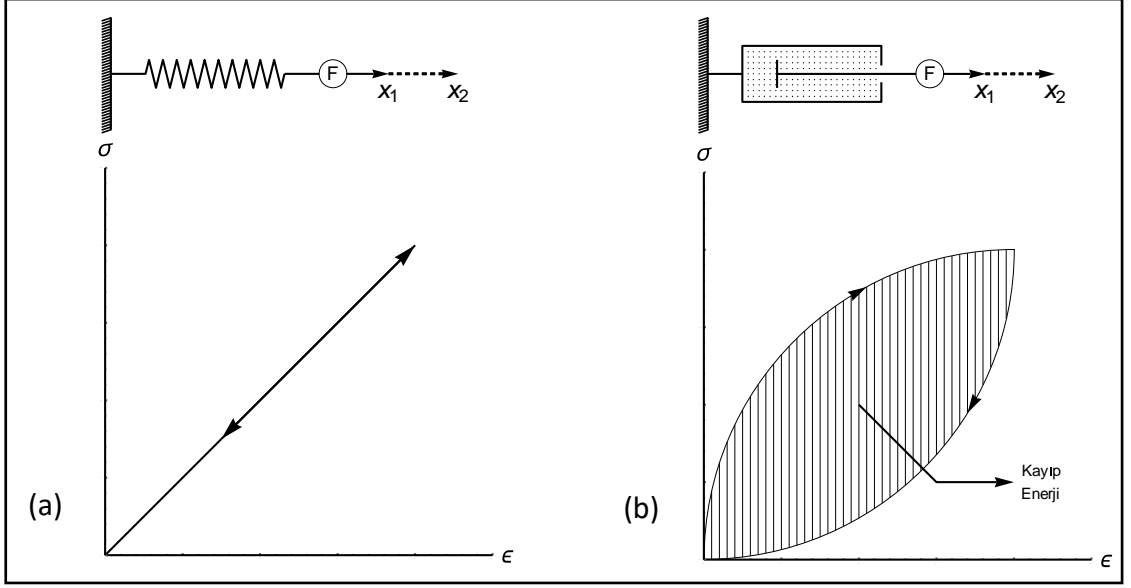 F
x1 x2
σ
ϵ
(a)
F
x1 x2
σ
Kayıp
Enerji
ϵ
(b)